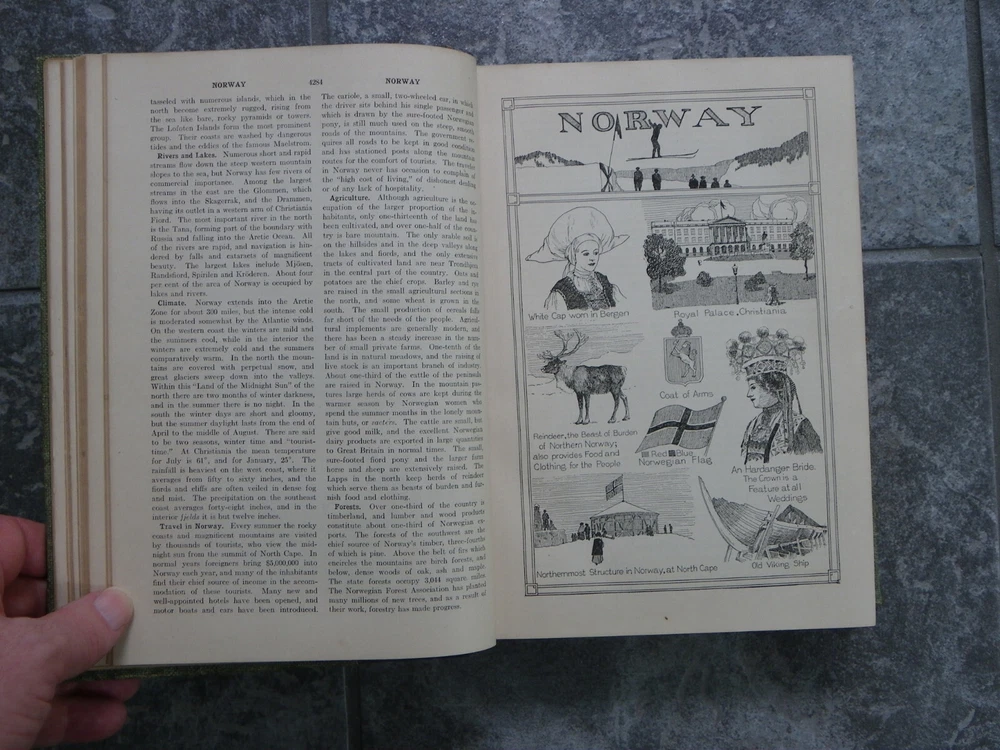 NORWAY 4284 NORWAY
tasseled with numerous islands, which in the
north become extremely rugged, rising from
the sea like bare, rocky pyramids or towers.
The Lofoten Islands form the most prominent
group. Their coasts are washed by dangerous
tides and the eddies of the famous Maelstrom.
Rivers and Lakes. Numerous short and rapid
streams flow down the steep western mountain
slopes to the sea, but Norway has few rivers of
commercial importance. Among the largest
streams in the east are the Glommen, which
flows into the Skagerrak, and the Drammen,
having its outlet in a western arm of Christiania
Fiord. The most important river in the north
is the Tana, forming part of the boundary with
Russia and falling into the Arctic Ocean. All
of the rivers are rapid, and navigation is hin-
dered by falls and cataracts of magnificent
beauty. The largest lakes include Mjösen,
Randsfiord, Spirilen and Kröderen. About four
per cent of the area of Norway is occupied by
lakes and rivers.
Climate. Norway extends into the Arctic
Zone for about 300 miles, but the intense cold
is moderated somewhat by the Atlantic winds.
On the western coast the winters are mild and
the summers cool, while in the interior the
winters are extremely cold and the summers
comparatively warm. In the north the moun-
tains are covered with perpetual snow, and
great glaciers sweep down into the valleys.
Within this "Land of the Midnight Sun" of the
north there are two months of winter darkness,
and in the summer there is no night. In the
south the winter days are short and gloomy,
but the summer daylight lasts from the end of
April to the middle of August. There are said
to be two seasons, winter time and "tourist-
time." At Christiania the mean temperature
for July is 61°, and for January, 25°. The
rainfall is heaviest on the west coast, where it
averages from fifty to sixty inches, and the
fiords and cliffs are often veiled in dense fog
and mist. The precipitation on the southeast
coast averages forty-eight inches, and in the
interior fjelds it is but twelve inches.
Travel in Norway. Every summer the rocky
coasts and magnificent mountains are visited
by thousands of tourists, who view the mid-
night sun from the summit of North Cape. In
normal years foreigners bring $5,000,000 into
Norway each year, and many of the inhabitants
find their chief source of income in the accom-
modation of these tourists. Many new and
well-appointed hotels have been opened, and
motor boats and cars have been introduced.
The cariole, a small, two-wheeled car, in which
the driver sits behind his single passenger and
which is drawn by the sure-footed Norwegian
pony, is still much used on the steep, smooth
roads of the mountains. The government re-
quires all roads to be kept in good condition
and has stationed posts along the mountain
routes for the comfort of tourists. The traveler
in Norway never has occasion to complain of
the "high cost of living," of dishonest dealing
or of any lack of hospitality.
Agriculture. Although agriculture is the oc-
cupation of the larger proportion of the in-
habitants, only one-thirteenth of the land has
been cultivated, and over one-half of the coun-
try is bare mountain. The only arable soil is
on the hillsides and in the deep valleys along
the lakes and fiords, and the only extensive
tracts of cultivated land are near Trondhjem,
in the central part of the country. Oats and
potatoes are the chief crops. Barley and rye
are raised in the small agricultural sections in
the north, and some wheat is grown in the
south. The small production of cereals falls
far short of the needs of the people. Agricul-
tural implements are generally modern, and
there has been a steady increase in the num-
ber of small private farms. One-tenth of the
land is in natural meadows, and the raising of
live stock is an important branch of industry.
About one-third of the cattle of the peninsula
are raised in Norway. In the mountain pas-
tures large herds of cows are kept during the
warmer season by Norwegian women who
spend the summer months in the lonely moun-
tain huts, or saeters. The cattle are small, but
give good milk, and the excellent Norwegian
dairy products are exported in large quantities
to Great Britain in normal times. The small,
sure-footed fiord pony and the larger farm
horse and sheep are extensively raised. The
Lapps in the north keep herds of reindeer
which serve them as beasts of burden and fur-
nish food and clothing.
Forests. Over one-third of the country is
timberland, and lumber and wood products
constitute about one-third of Norwegian ex-
ports. The forests of the southwest are the
chief source of Norway's timber, three-fourths
of which is pine. Above the belt of firs which
encircles the mountains are birch forests, and
below, dense woods of oak, ash and maple.
The state forests occupy 3,044 square miles.
The Norwegian Forest Association has planted
many millions of new trees, and as a result of
their work, forestry has made progress.
NORWAY
White Cap worn in Bergen
Royal Palace, Christiania
Coat of Arms
Reindeer, the Beast of Burden
of Northern Norway;
also provides Food and
Clothing for the People
Red Blue
Norwegian Flag
An Hardanger Bride.
The Crown is a
Feature at all
Weddings
Northernmost Structure in Norway, at North Cape
Old Viking Ship